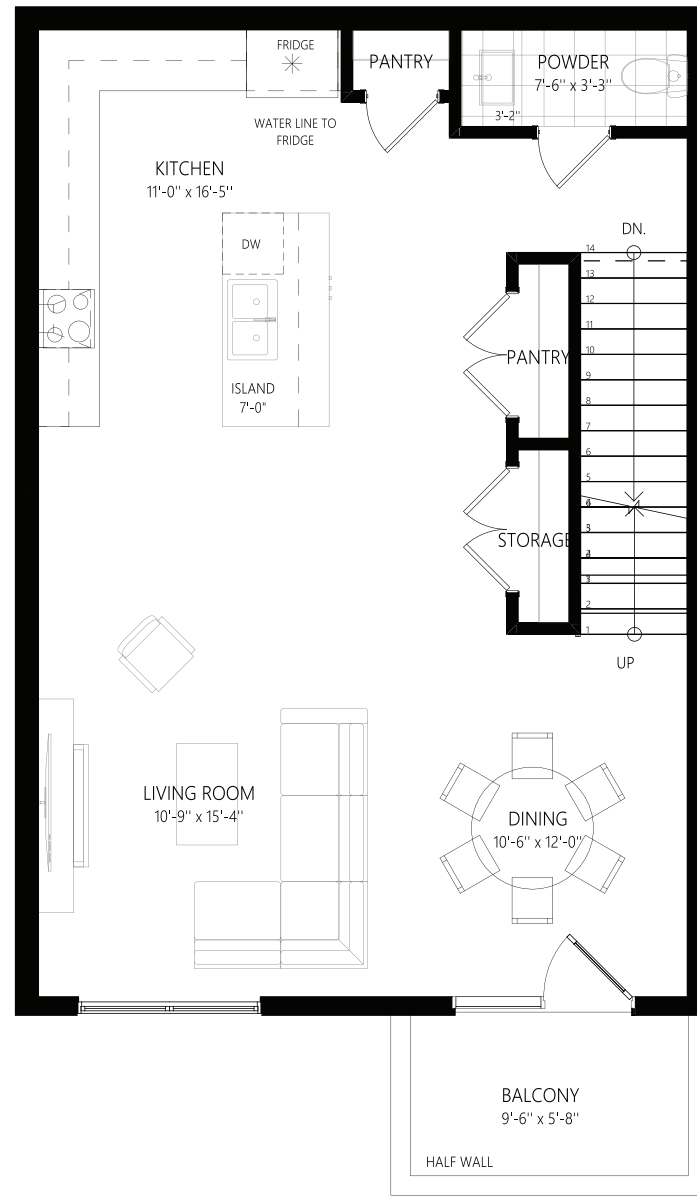 FRIDGE
PANTRY
POWDER
7'-6" x 3'-3"
3'-2"
WATER LINE TO
FRIDGE
KITCHEN
11'-0" x 16'-5"
DN.
DW
14
13
12
11
10
9
8
7
6
5
PANTRY
ISLAND
7'-0"
STORAGE
3
2
1
UP
LIVING ROOM
10'-9" x 15'-4"
DINING
10'-6" x 12'-0"
BALCONY
9'-6" x 5'-8"
HALF WALL